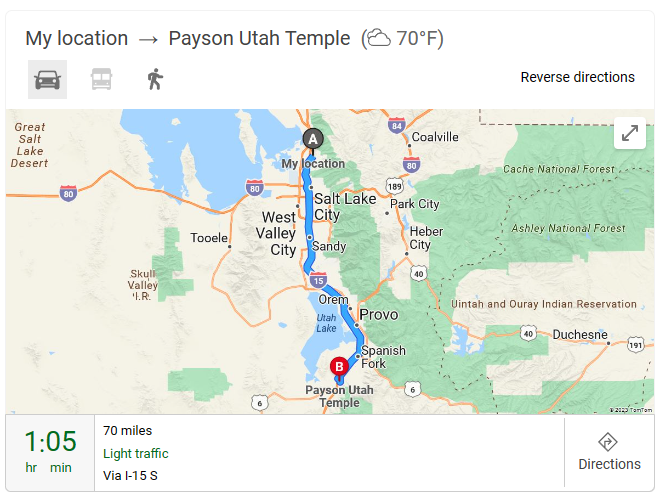 My location → Payson Utah Temple (70°F)
Reverse directions
Great
Salt
Lake
Desert
84
Coalville
My location
A
80
Cache National Forest
80
80
189
Salt Lake
City
Park City
West
Valley
City
Ashley National Forest
Tooele
Sandy
Heber
City
Skull
Valley
I.R.
15
40
Orem
Provo
Uintah and Ouray Indian Reservation
Utah
Lake
40
Duchesne
191
Spanish
Fork
B
Payson Utah
Temple
6
6
© 2023 TomTom
1:05
hr min
70 miles
Light traffic
Via I-15 S
Directions